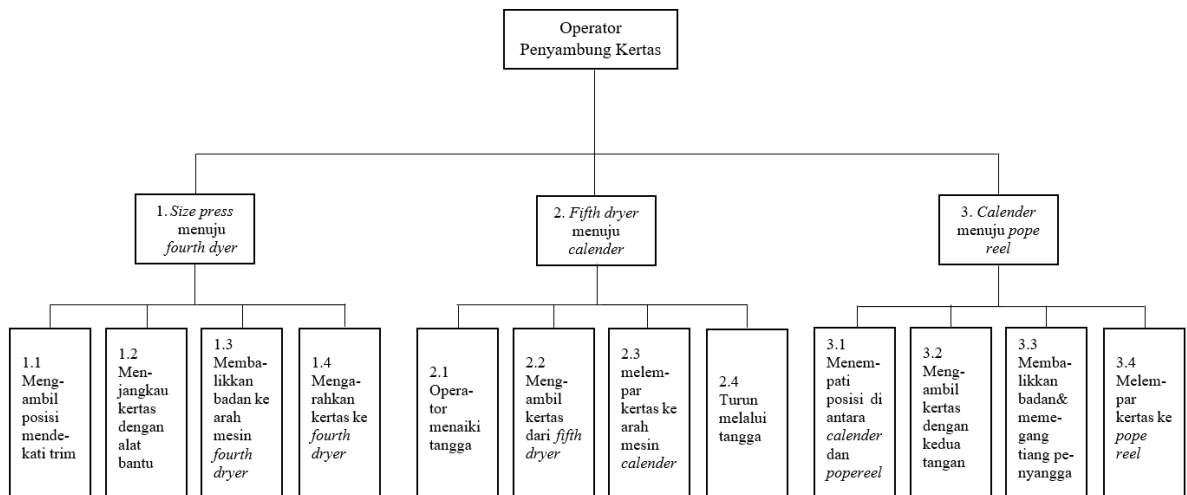 Operator
Penyambung Kertas
1. Size press
menuju
fourth dyer
2. Fifth dryer
menuju
calender
3. Calender
menuju pope
reel
1.1
Meng-
ambil
posisi
mende-
kati trim
1.2
Men-
jangkau
kertas
dengan
alat
bantu
1.3
Memba-
likkan
badan ke
arah
mesin
fourth
dryer
1.4
Menga-
rahkan
kertas ke
fourth
dryer
2.1
Opera-
tor
menaiki
tangga
2.2
Meng-
ambil
kertas
dari fifth
dryer
2.3
melem-
par
kertas ke
arah
mesin
calender
2.4
Turun
melalui
tangga
3.1
Menem-
pati
posisi di
antara
calender
dan
popereel
3.2
Meng-
ambil
kertas
dengan
kedua
tangan
3.3
Memba-
likkan
badan&
meme-
gang
tiang pe-
nyangga
3.4
Melem-
par
kertas ke
pope
reel